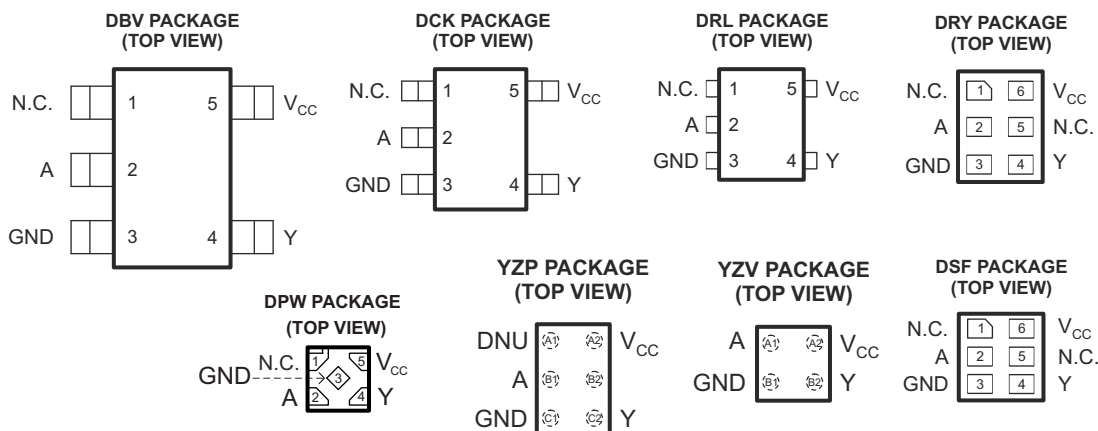 DBV PACKAGE
(TOP VIEW)
N.C. 1 5 VCC
A 2
GND 3 4 Y
DCK PACKAGE
(TOP VIEW)
N.C. 1 5 VCC
A 2
GND 3 4 Y
DRL PACKAGE
(TOP VIEW)
N.C. 1 5 VCC
A 2
GND 3 4 Y
DRY PACKAGE
(TOP VIEW)
N.C. 1 6 VCC
A 2 5 N.C.
GND 3 4 Y
DPW PACKAGE
(TOP VIEW)
N.C. 1 5 VCC
GND 3
A 2 4 Y
YZP PACKAGE
(TOP VIEW)
DNU A1 A2 VCC
A B1 B2
GND C1 C2 Y
YZV PACKAGE
(TOP VIEW)
A A1 A2 VCC
GND B1 B2 Y
DSF PACKAGE
(TOP VIEW)
N.C. 1 6 VCC
A 2 5 N.C.
GND 3 4 Y